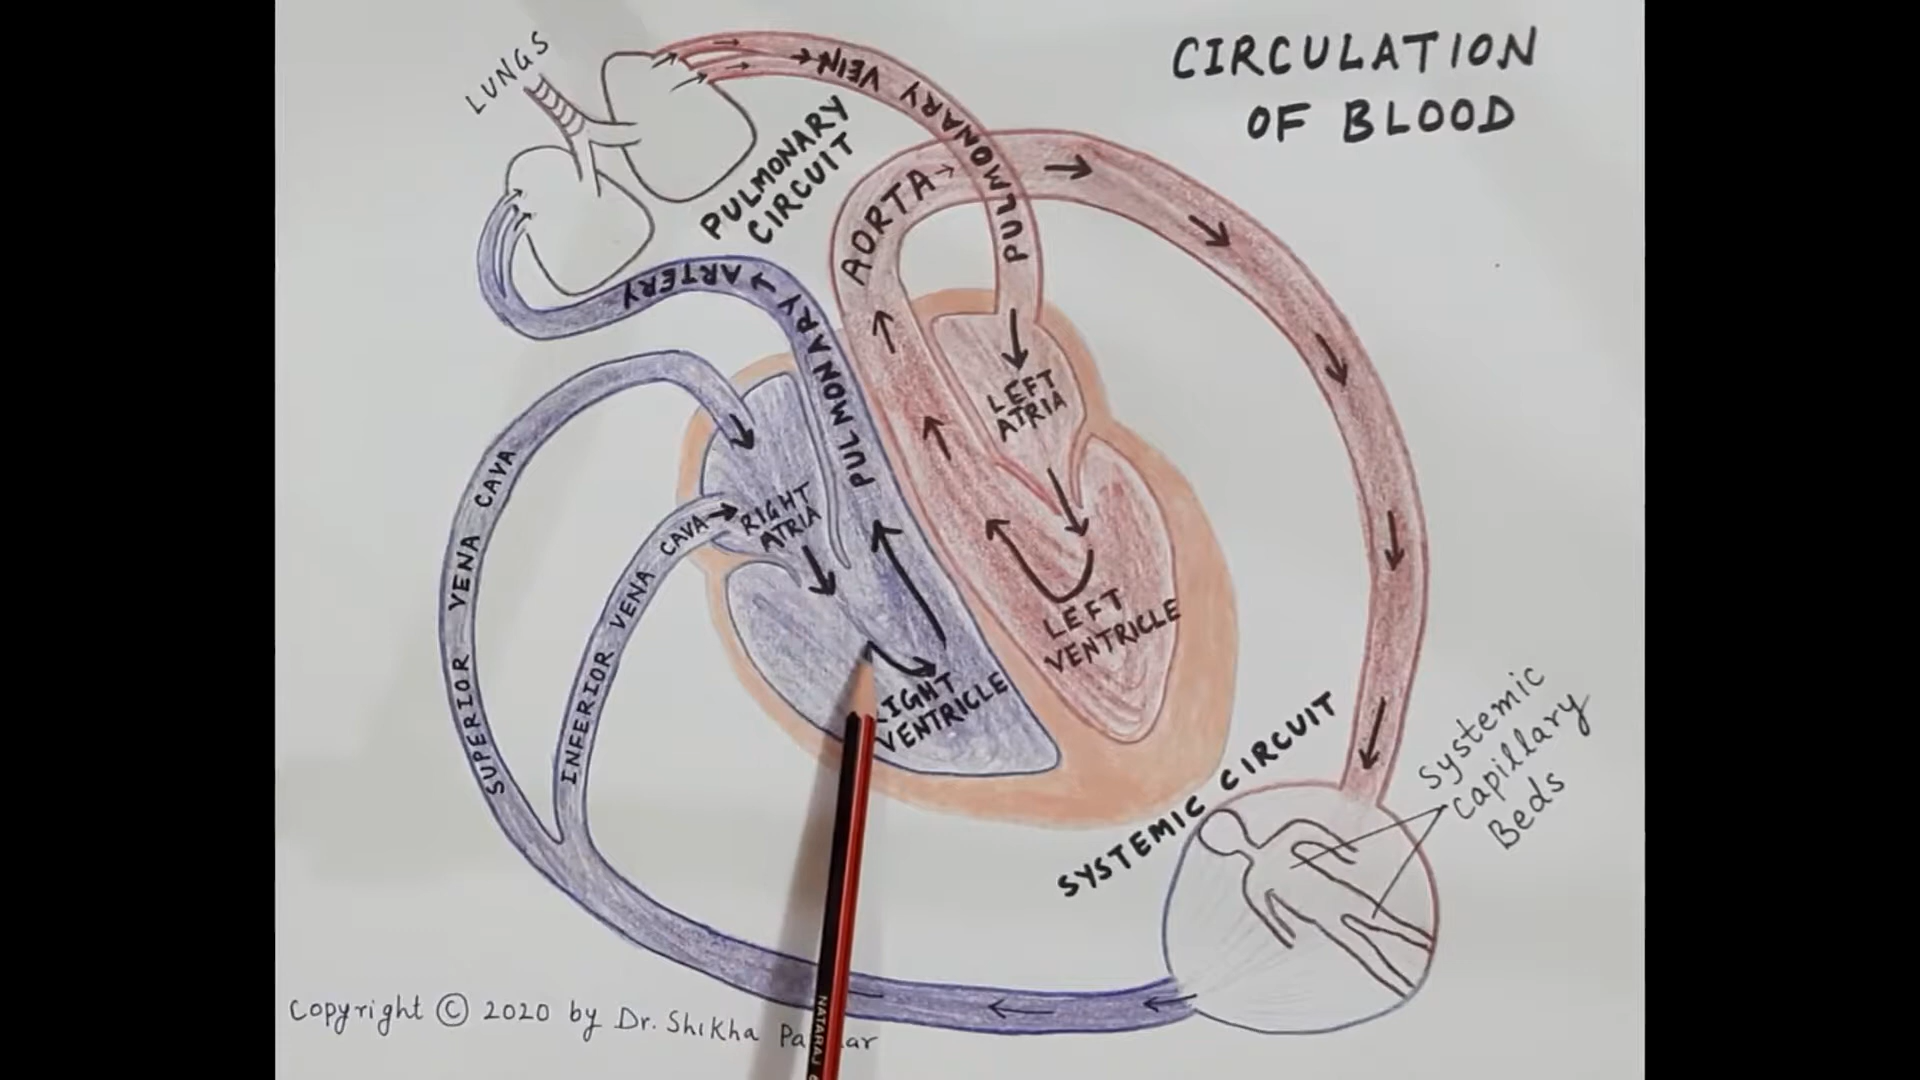 CIRCULATION
OF BLOOD
LUNGS
PULMONARY
CIRCUIT
PULMONARY VEIN
AORTA
PULMONARY ARTERY
LEFT
ATRIA
RIGHT
ATRIA
SUPERIOR VENA CAVA
INFERIOR VENA CAVA
LEFT
VENTRICLE
RIGHT
VENTRICLE
SYSTEMIC CIRCUIT
Systemic
Capillary
Beds
Copyright © 2020 by Dr. Shikha
NATARAJ